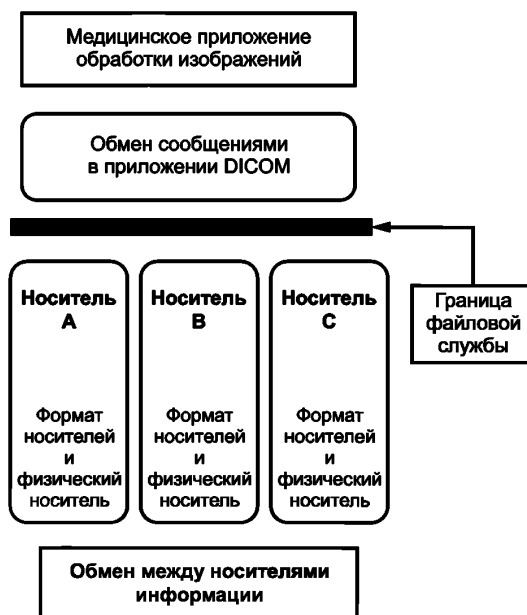 Медицинское приложение
обработки изображений
Обмен сообщениями
в приложении DICOM
Носитель
A
Формат
носителей
и
физический
носитель
Носитель
B
Формат
носителей
и
физический
носитель
Носитель
C
Формат
носителей
и
физический
носитель
Граница
файловой
службы
Обмен между носителями
информации